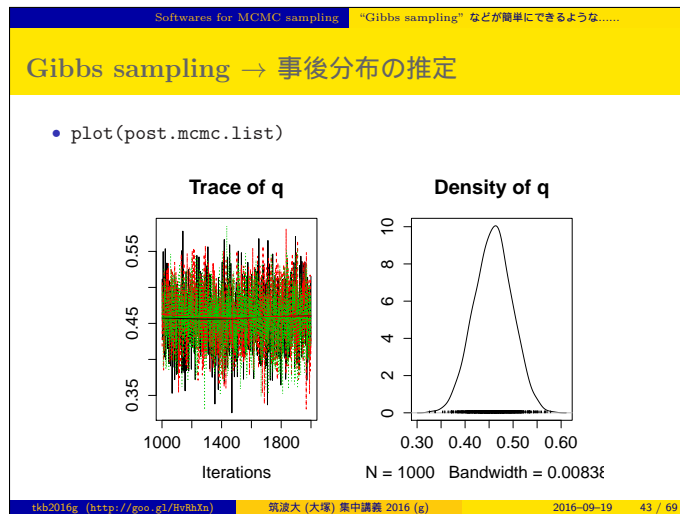 Softwares for MCMC sampling “Gibbs sampling” などが簡単にできるような......
Gibbs sampling → 事後分布の推定
• plot(post.mcmc.list)
Trace of q
0.35 0.45 0.55
1000 1400 1800
Iterations
Density of q
0 2 4 6 8 10
0.30 0.40 0.50 0.60
N = 1000 Bandwidth = 0.00838
tkb2016g (http://goo.gl/HvRhXn) 筑波大 (大塚) 集中講義 2016 (g) 2016–09–19 43 / 69